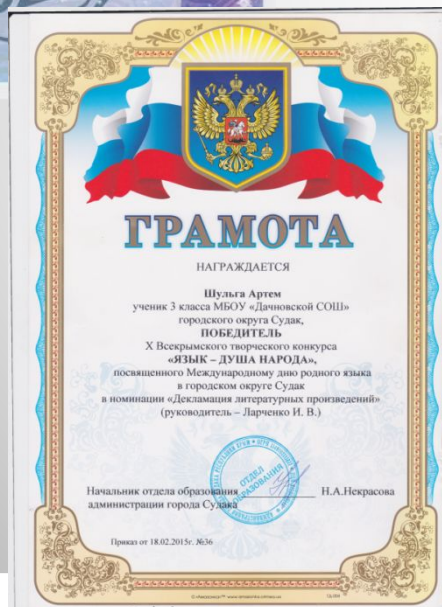 ГРАМОТА
НАГРАЖДАЕТСЯ
Шульга Артем
ученик 3 класса МБОУ «Дачновской СОШ»
городского округа Судак,
ПОБЕДИТЕЛЬ
X Всекрымского творческого конкурса
«ЯЗЫК – ДУША НАРОДА»,
посвященного Международному дню родного языка
в городском округе Судак
в номинации «Декламация литературных произведений»
(руководитель – Ларченко И. В.)
ОТДЕЛ
ОБРАЗОВАНИЯ
Начальник отдела образования Н.А.Некрасова
администрации города Судака
Приказ от 18.02.2015г. №36